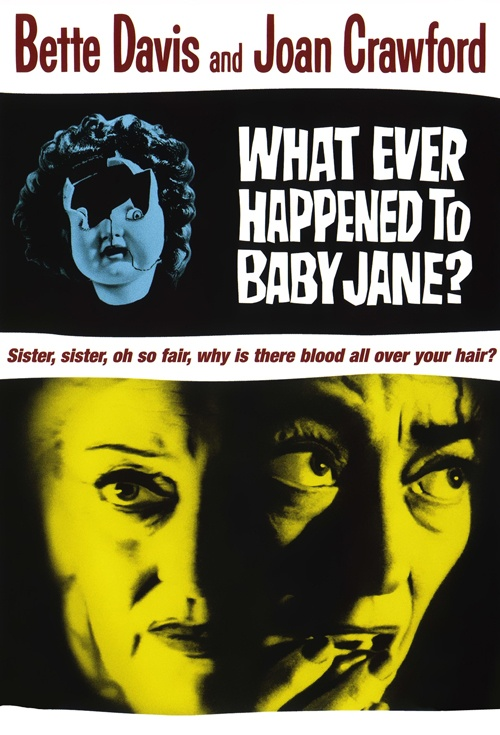 Bette Davis and Joan Crawford
WHAT EVER
HAPPENED TO
BABY JANE?
Sister, sister, oh so fair, why is there blood all over your hair?